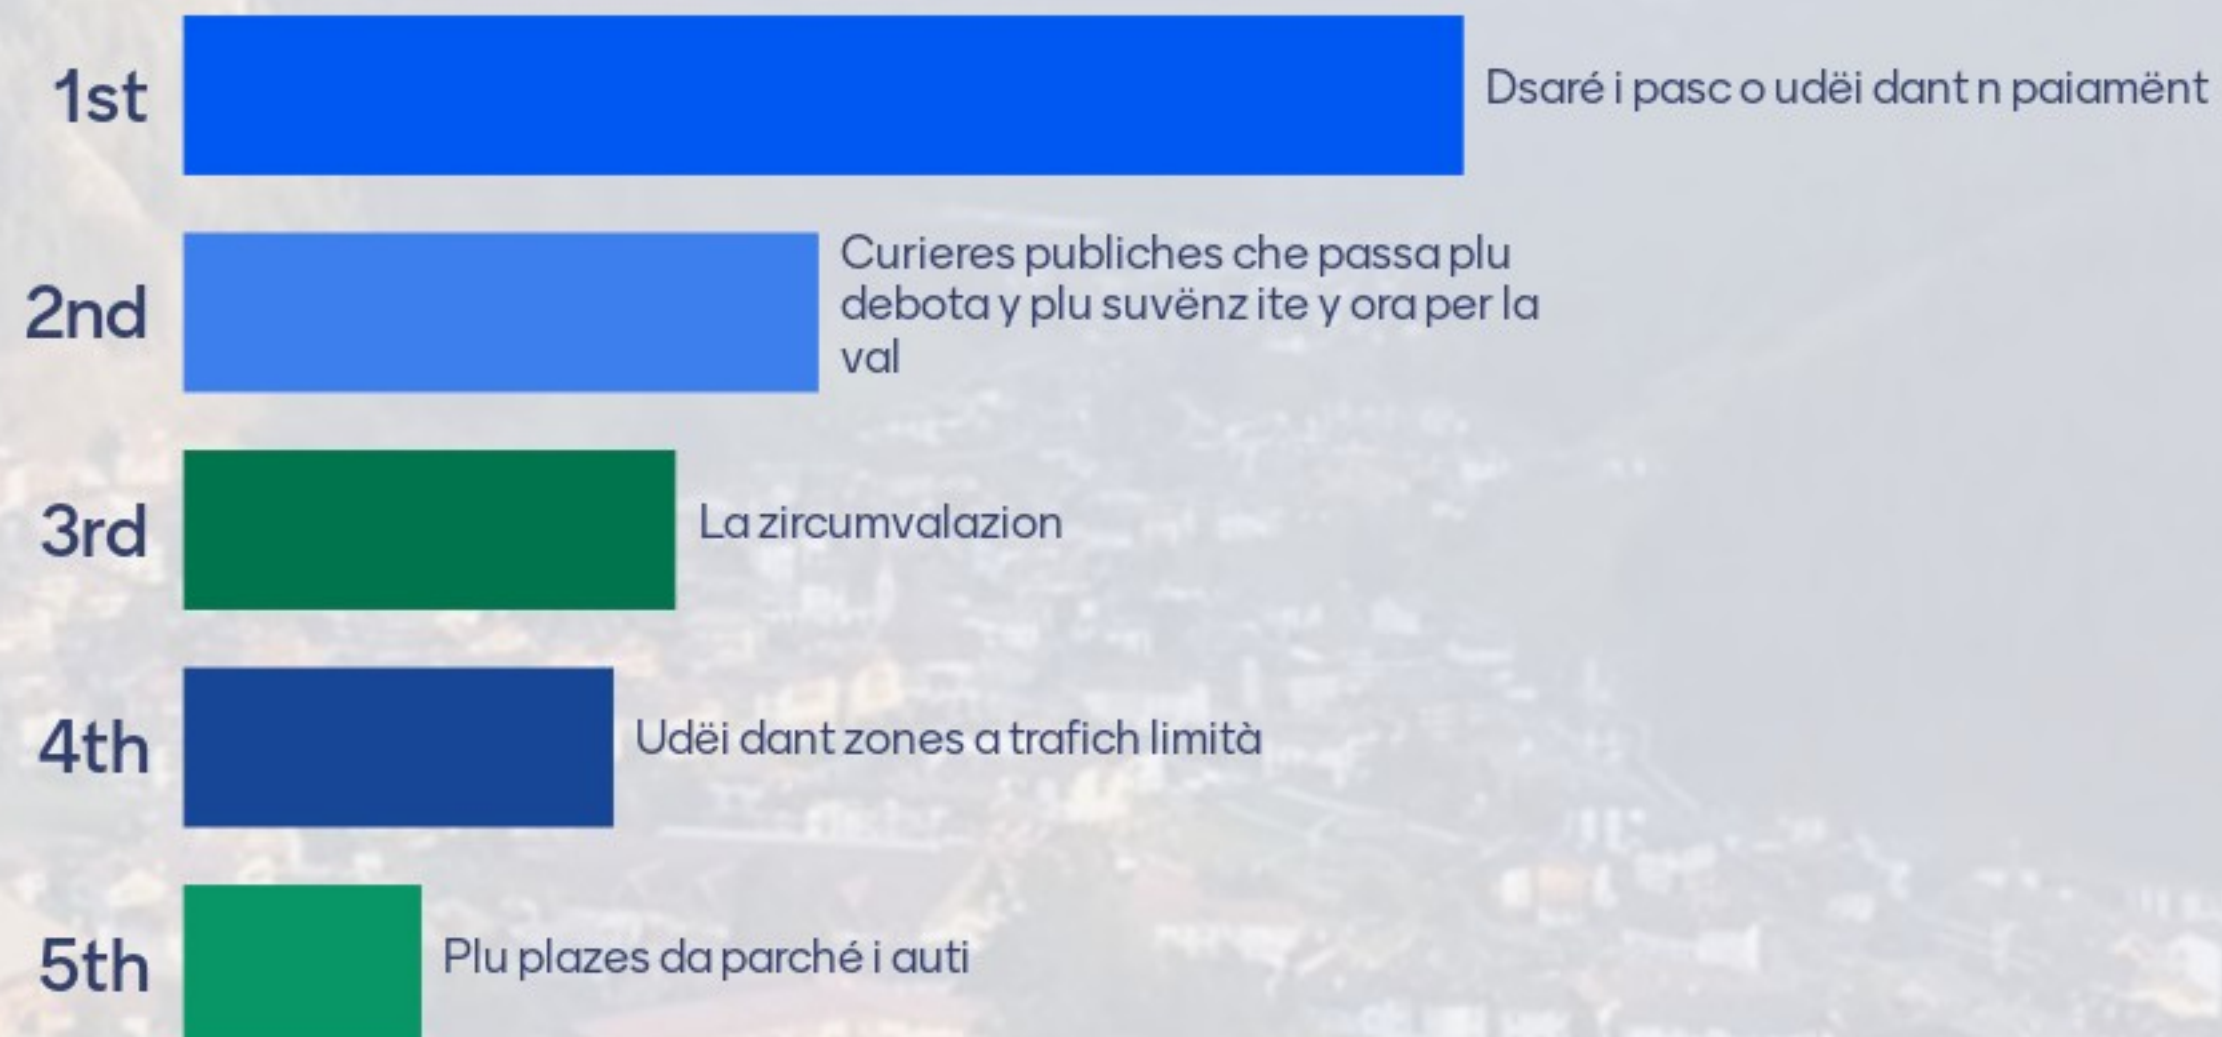 1st
Dsaré i pasc o udëi dant n paiamënt
2nd
Curieres publiches che passa plu
debota y plu suvënz ite y ora per la
val
3rd
La zircumvalazion
4th
Udëi dant zones a trafich limità
5th
Plu plazes da parché i auti